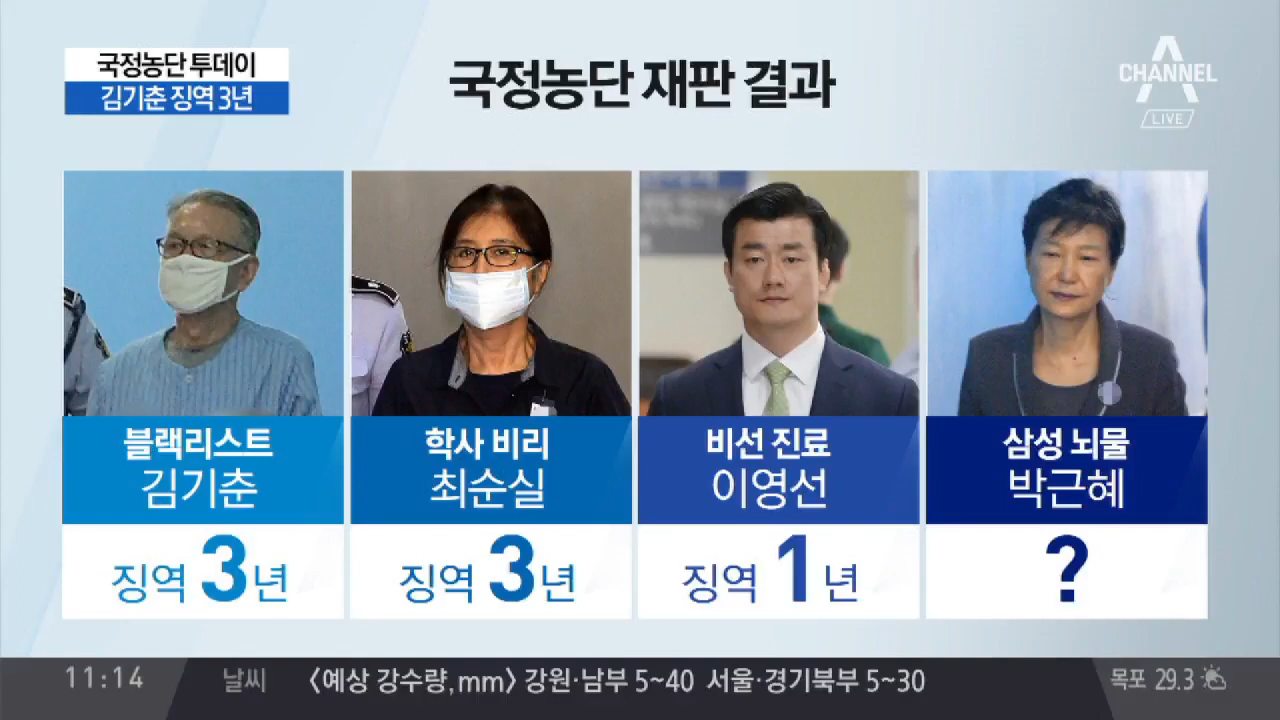 국정농단 투데이
김기춘 징역 3년
국정농단 재판 결과
CHANNEL A
LIVE
블랙리스트
김기춘
징역 3년
학사 비리
최순실
징역 3년
비선 진료
이영선
징역 1년
삼성 뇌물
박근혜
?
11:14 날씨 〈예상 강수량,mm〉 강원·남부 5~40 서울·경기북부 5~30 목포 29.3